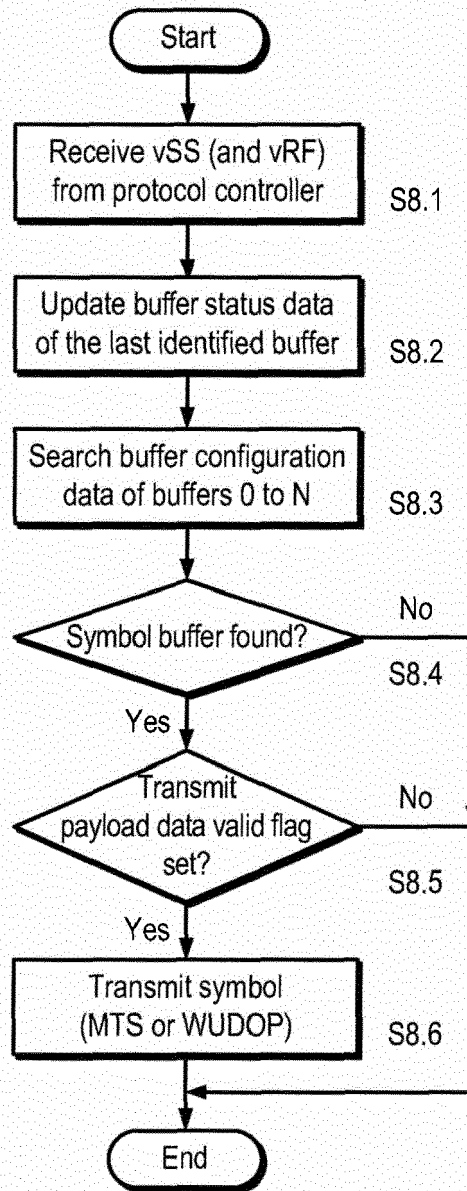 Start
Receive vSS (and vRF)
from protocol controller
S8.1
Update buffer status data
of the last identified buffer
S8.2
Search buffer configuration
data of buffers 0 to N
S8.3
Symbol buffer found?
No
S8.4
Yes
Transmit
payload data valid flag
set?
No
S8.5
Yes
Transmit symbol
(MTS or WUDOP)
S8.6
End